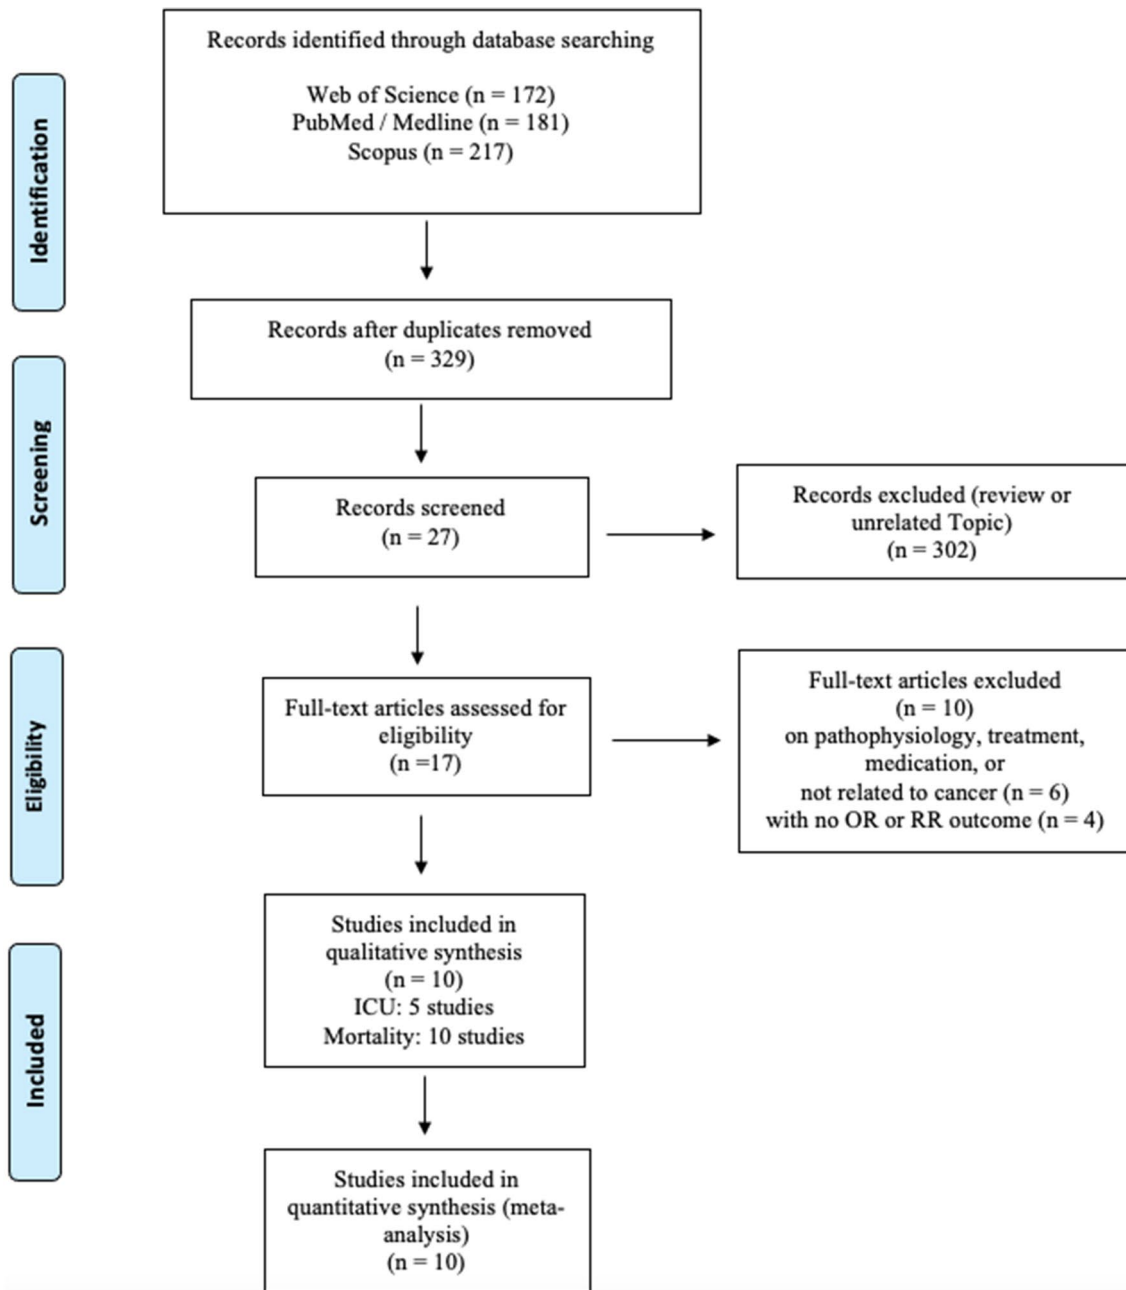 Records identified through database searching
Web of Science (n = 172)
PubMed / Medline (n = 181)
Scopus (n = 217)
Identification
Records after duplicates removed
(n = 329)
Screening
Records screened
(n = 27)
Records excluded (review or
unrelated Topic)
(n = 302)
Eligibility
Full-text articles assessed for
eligibility
(n =17)
Full-text articles excluded
(n = 10)
on pathophysiology, treatment,
medication, or
not related to cancer (n = 6)
with no OR or RR outcome (n = 4)
Included
Studies included in
qualitative synthesis
(n = 10)
ICU: 5 studies
Mortality: 10 studies
Studies included in
quantitative synthesis (meta-
analysis)
(n = 10)